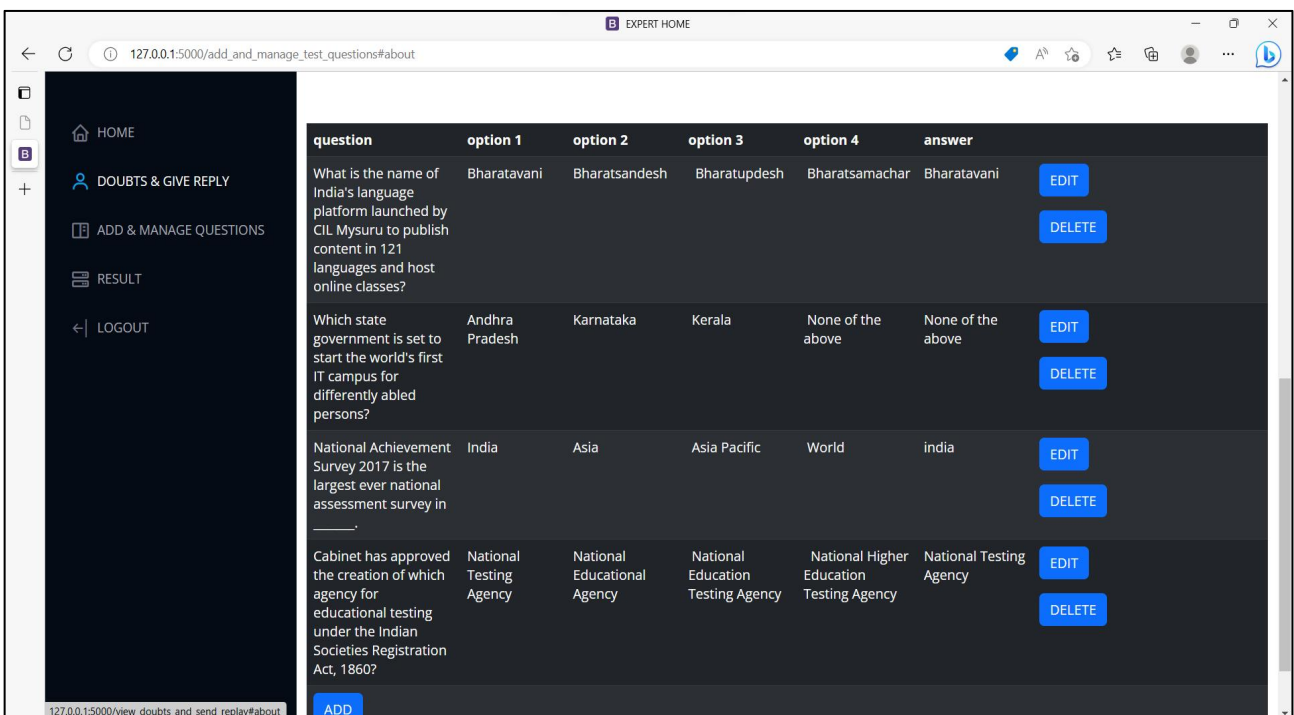 EXPERT HOME
127.0.0.1:5000/add_and_manage_test_questions#about
HOME
DOUBTS & GIVE REPLY
ADD & MANAGE QUESTIONS
RESULT
LOGOUT
question option 1 option 2 option 3 option 4 answer
What is the name of Bharatavani Bharatsandesh Bharatupdesh Bharatsamachar Bharatavani EDIT
India's language
platform launched by
CIL Mysuru to publish DELETE
content in 121
languages and host
online classes?
Which state Andhra Karnataka Kerala None of the None of the EDIT
government is set to Pradesh above above
start the world's first
IT campus for DELETE
differently abled
persons?
National Achievement India Asia Asia Pacific World india EDIT
Survey 2017 is the
largest ever national
assessment survey in DELETE
______.
Cabinet has approved National National National National Higher National Testing EDIT
the creation of which Testing Educational Education Education Agency
agency for Agency Agency Testing Agency Testing Agency
educational testing DELETE
under the Indian
Societies Registration
Act, 1860?
ADD
127.0.0.1:5000/view_doubts_and_send_replay#about